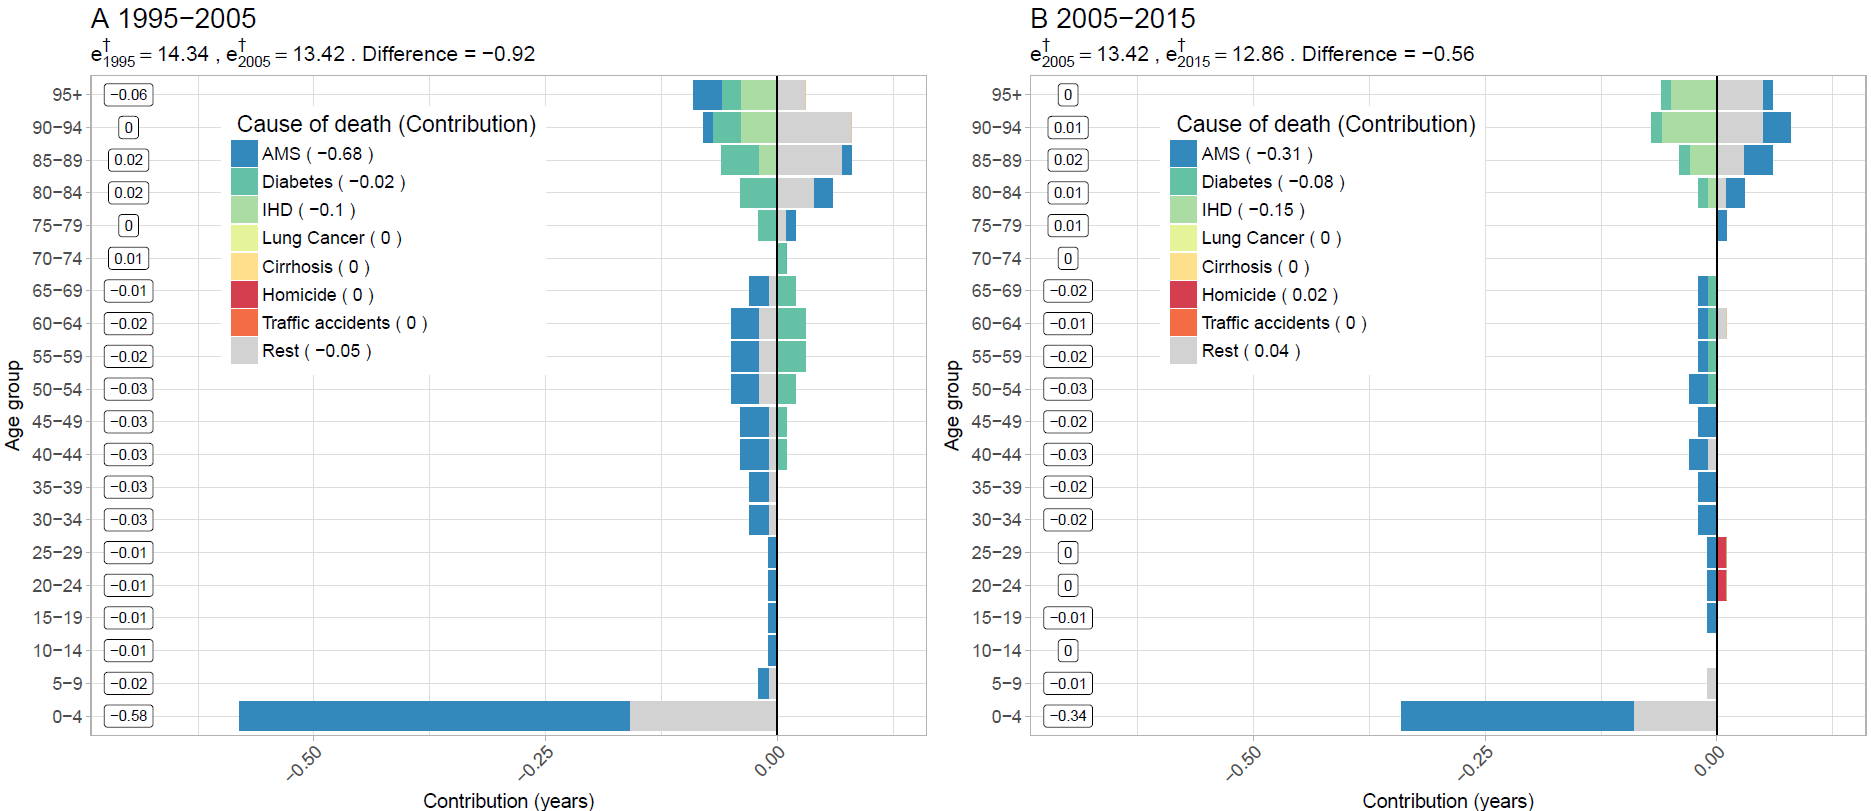 A 1995−2005
e†1995 = 14.34 , e†2005 = 13.42 . Difference = −0.92
Age group
95+ −0.06
90−94 0
85−89 0.02
80−84 0.02
75−79 0
70−74 0.01
65−69 −0.01
60−64 −0.02
55−59 −0.02
50−54 −0.03
45−49 −0.03
40−44 −0.03
35−39 −0.03
30−34 −0.03
25−29 −0.01
20−24 −0.01
15−19 −0.01
10−14 −0.01
5−9 −0.02
0−4 −0.58
Cause of death (Contribution)
AMS ( −0.68 )
Diabetes ( −0.02 )
IHD ( −0.1 )
Lung Cancer ( 0 )
Cirrhosis ( 0 )
Homicide ( 0 )
Traffic accidents ( 0 )
Rest ( −0.05 )
−0.50 −0.25 0.00
Contribution (years)
B 2005−2015
e†2005 = 13.42 , e†2015 = 12.86 . Difference = −0.56
Age group
95+ 0
90−94 0.01
85−89 0.02
80−84 0.01
75−79 0.01
70−74 0
65−69 −0.02
60−64 −0.01
55−59 −0.02
50−54 −0.03
45−49 −0.02
40−44 −0.03
35−39 −0.02
30−34 −0.02
25−29 0
20−24 0
15−19 −0.01
10−14 0
5−9 −0.01
0−4 −0.34
Cause of death (Contribution)
AMS ( −0.31 )
Diabetes ( −0.08 )
IHD ( −0.15 )
Lung Cancer ( 0 )
Cirrhosis ( 0 )
Homicide ( 0.02 )
Traffic accidents ( 0 )
Rest ( 0.04 )
−0.50 −0.25 0.00
Contribution (years)